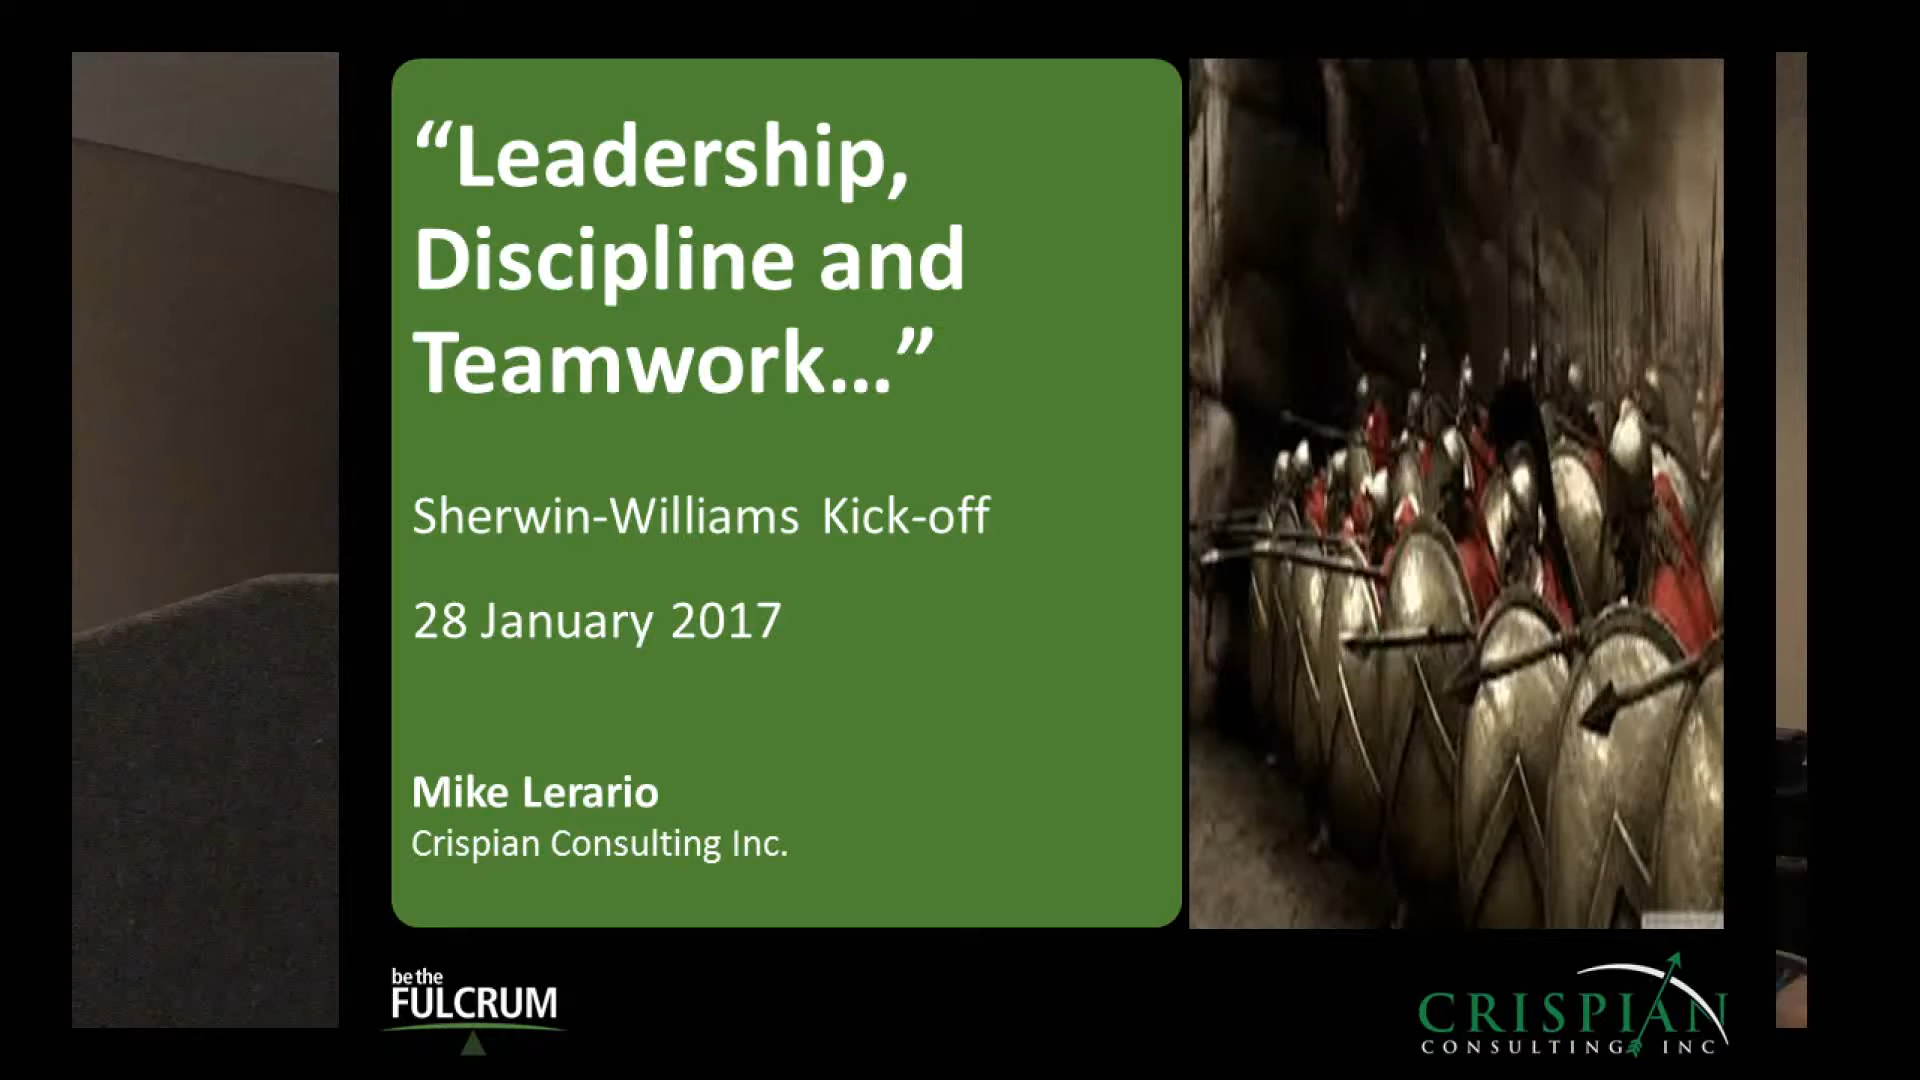 “Leadership,
Discipline and
Teamwork...”
Sherwin-Williams Kick-off
28 January 2017
Mike Lerario
Crispian Consulting Inc.
be the
FULCRUM
CRISPIAN
CONSULTING INC